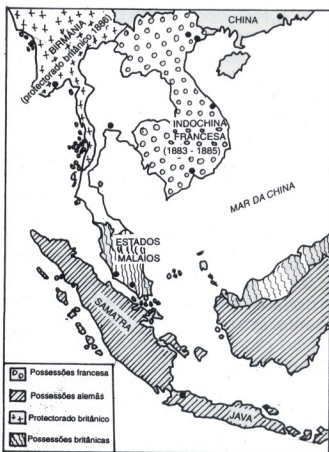 CHINA
BIRMÂNIA
(protectorado britânico 1886)
INDOCHINA
FRANCESA
(1883 - 1885)
MAR DA CHINA
ESTADOS
MALAIOS
SAMATRA
JAVA
Possessões francesa
Possessões alemãs
Protectorado britânico
Possessões britânicas